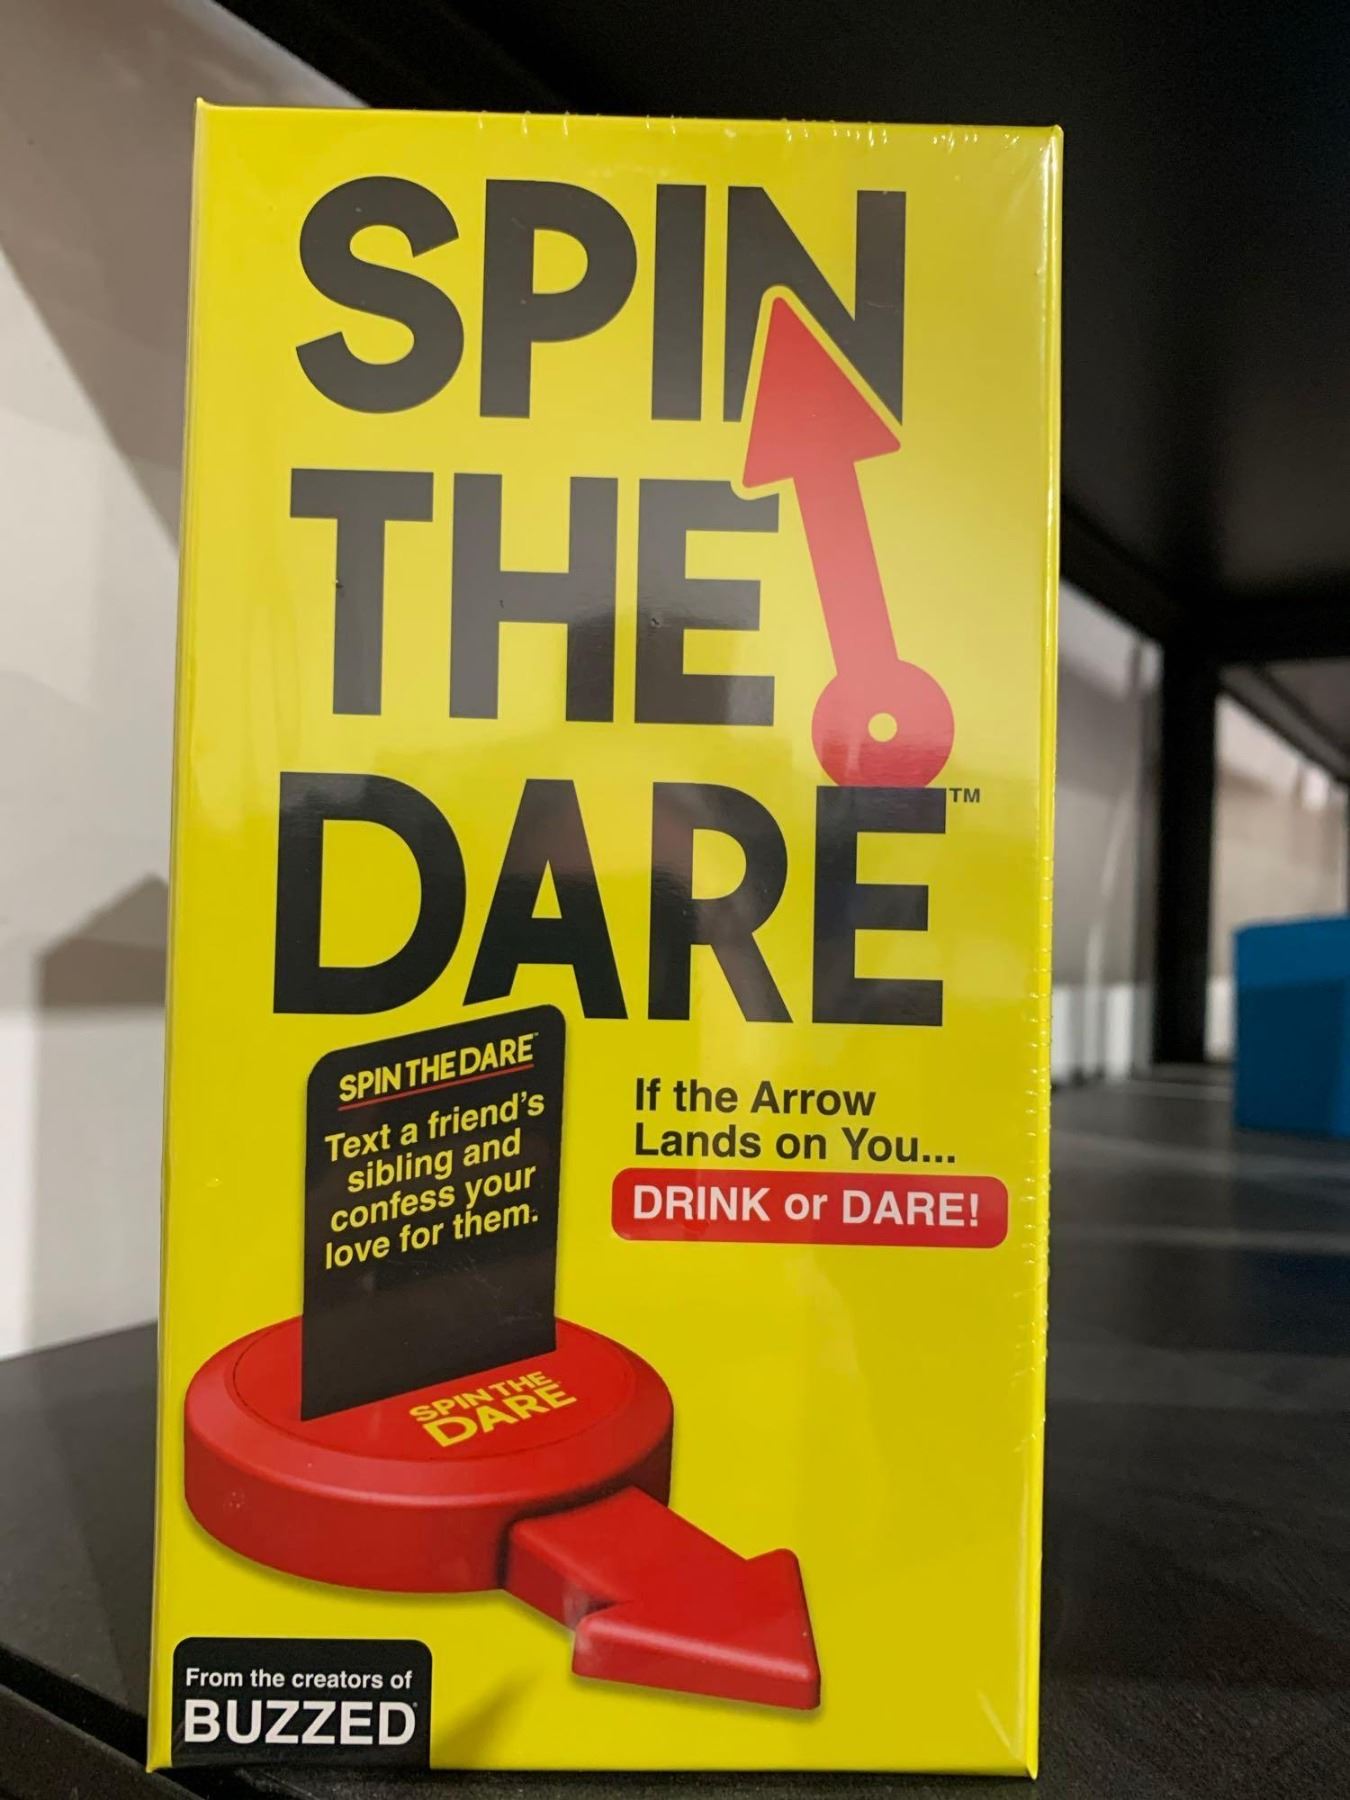 SPIN
THE
DARE™
SPIN THE DARE™
Text a friend's
sibling and
confess your
love for them.
If the Arrow
Lands on You...
DRINK or DARE!
SPIN THE
DARE
From the creators of
BUZZED